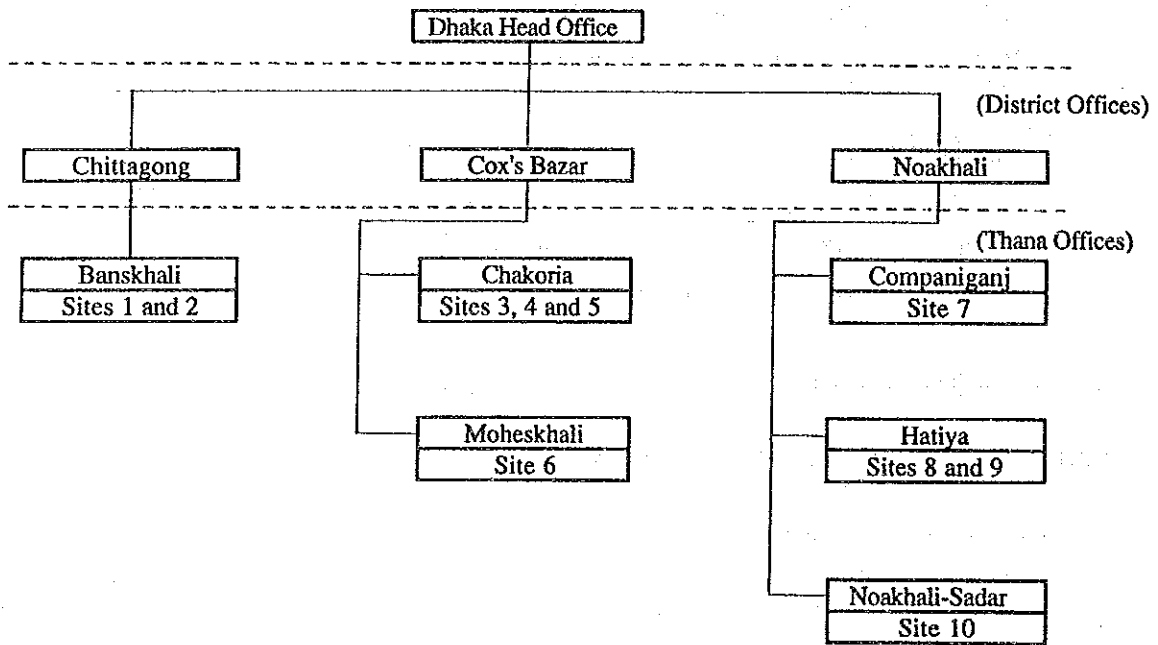 Dhaka Head Office
(District Offices)
Chittagong
Cox's Bazar
Noakhali
(Thana Offices)
Banskhali
Sites 1 and 2
Chakoria
Sites 3, 4 and 5
Companiganj
Site 7
Moheskhali
Site 6
Hatiya
Sites 8 and 9
Noakhali-Sadar
Site 10